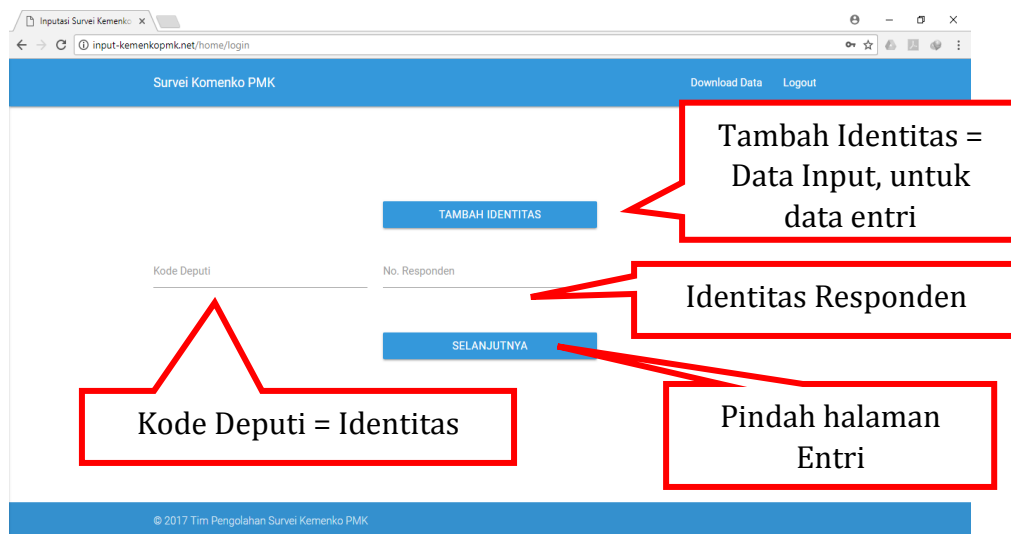 Inputasi Survei Kemenko
input-kemenkopmk.net/home/login
Survei Komenko PMK
Download Data
Logout
Tambah Identitas =
Data Input, untuk
data entri
TAMBAH IDENTITAS
Kode Deputi
No. Responden
Identitas Responden
SELANJUTNYA
Kode Deputi = Identitas
Pindah halaman
Entri
© 2017 Tim Pengolahan Survei Kemenko PMK